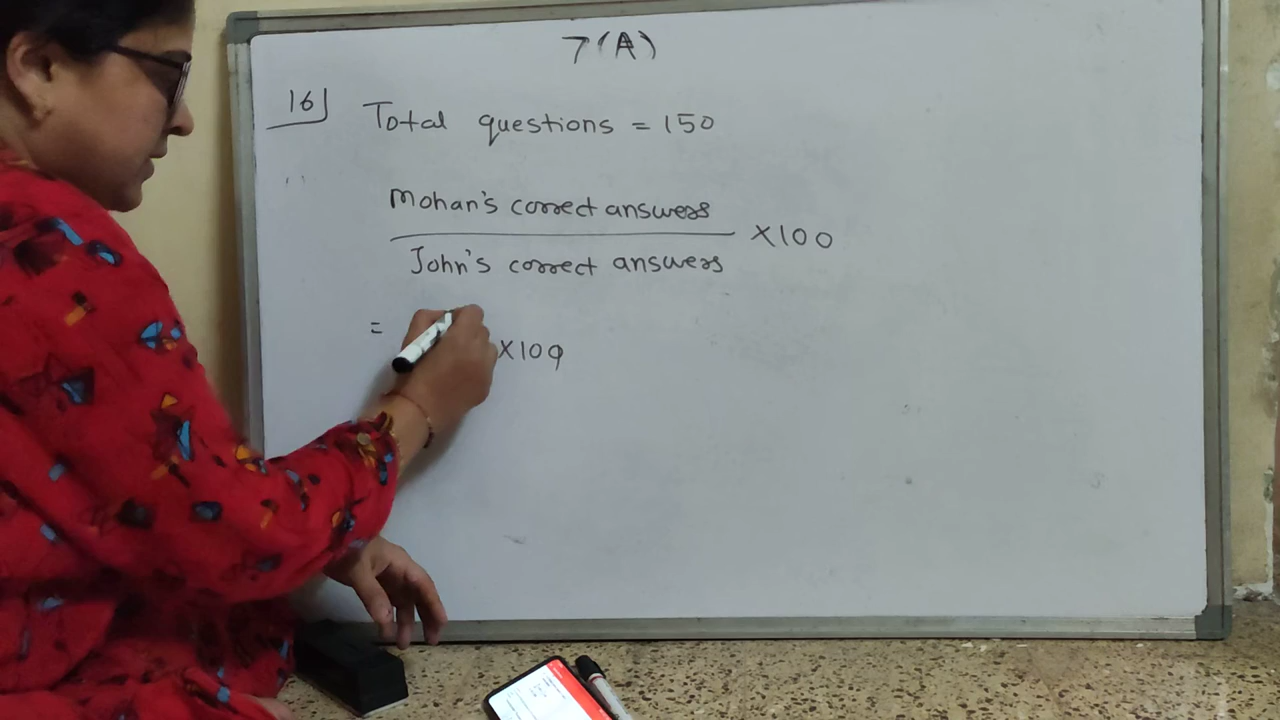 7(A)
16) Total questions = 150
Mohan's correct answers
× 100
John's correct answers
=
×100